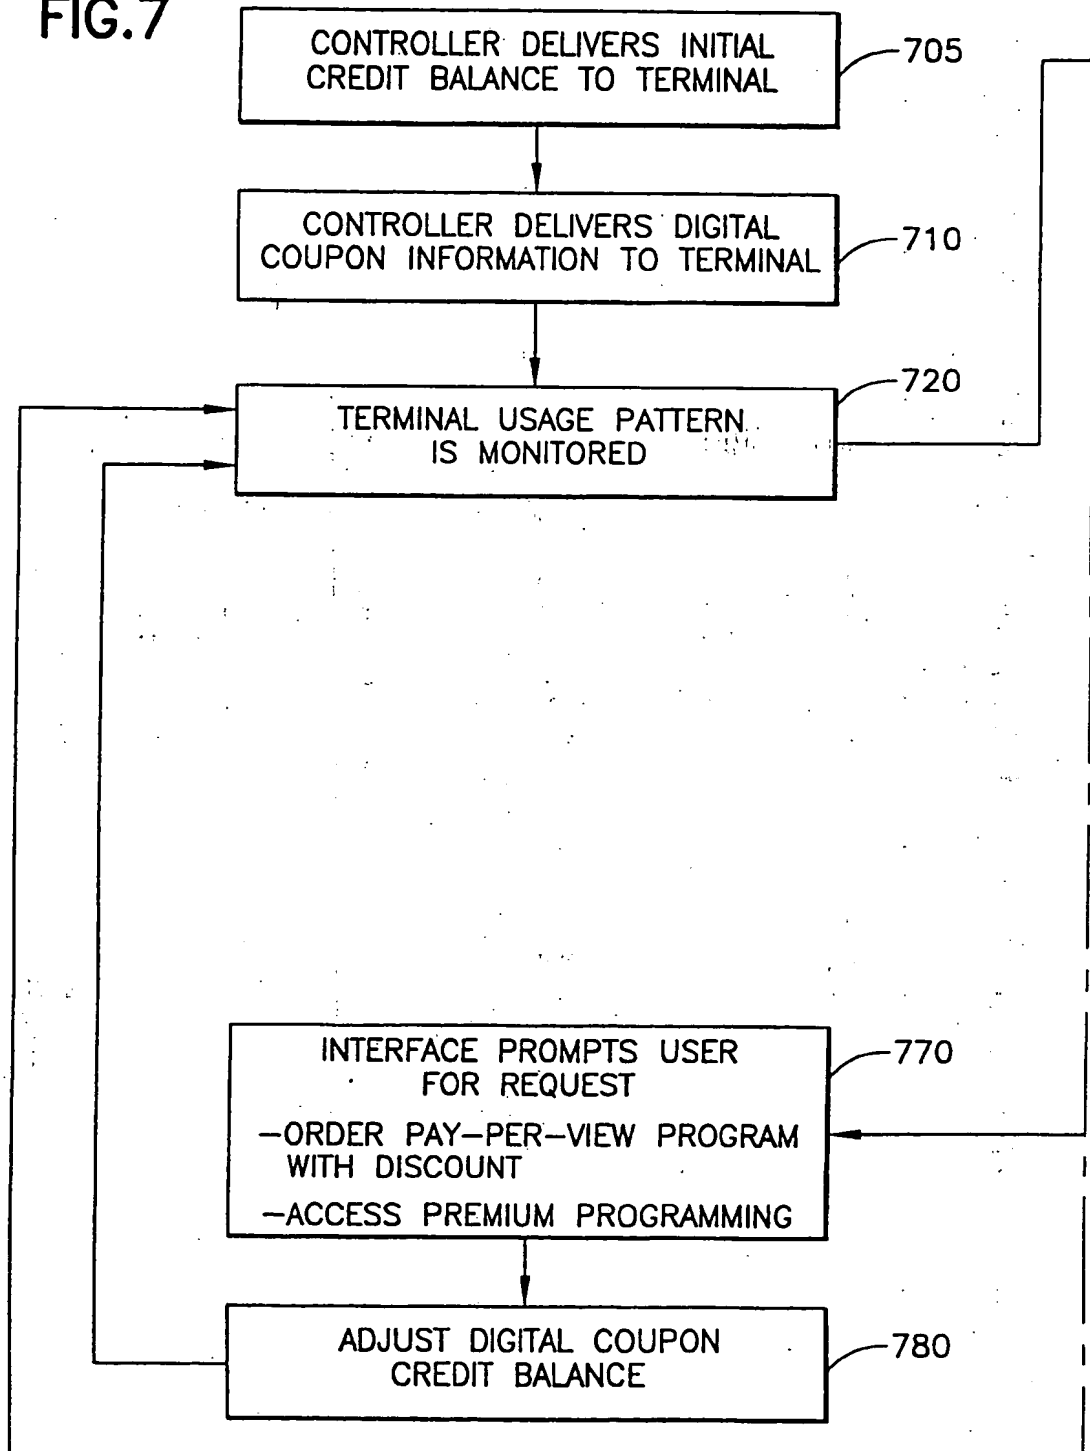 FIG.7
CONTROLLER DELIVERS INITIAL
CREDIT BALANCE TO TERMINAL
705
CONTROLLER DELIVERS DIGITAL
COUPON INFORMATION TO TERMINAL
710
TERMINAL USAGE PATTERN
IS MONITORED
720
INTERFACE PROMPTS USER
FOR REQUEST
-ORDER PAY-PER-VIEW PROGRAM
WITH DISCOUNT
-ACCESS PREMIUM PROGRAMMING
770
ADJUST DIGITAL COUPON
CREDIT BALANCE
780